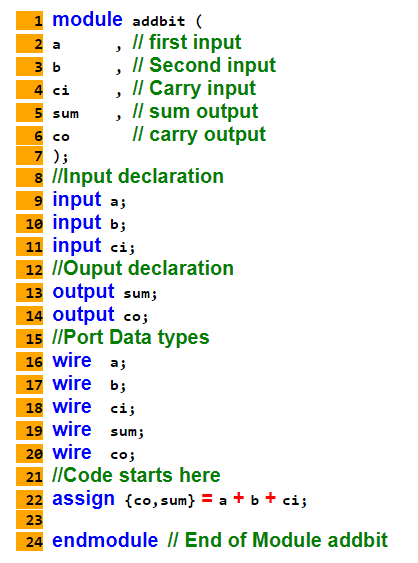 1 module addbit (
2 a      , // first input
3 b      , // Second input
4 ci     , // Carry input
5 sum    , // sum output
6 co       // carry output
7 );
8 //Input declaration
9 input a;
10 input b;
11 input ci;
12 //Ouput declaration
13 output sum;
14 output co;
15 //Port Data types
16 wire  a;
17 wire  b;
18 wire  ci;
19 wire  sum;
20 wire  co;
21 //Code starts here
22 assign {co,sum} = a + b + ci;
23
24 endmodule // End of Module addbit